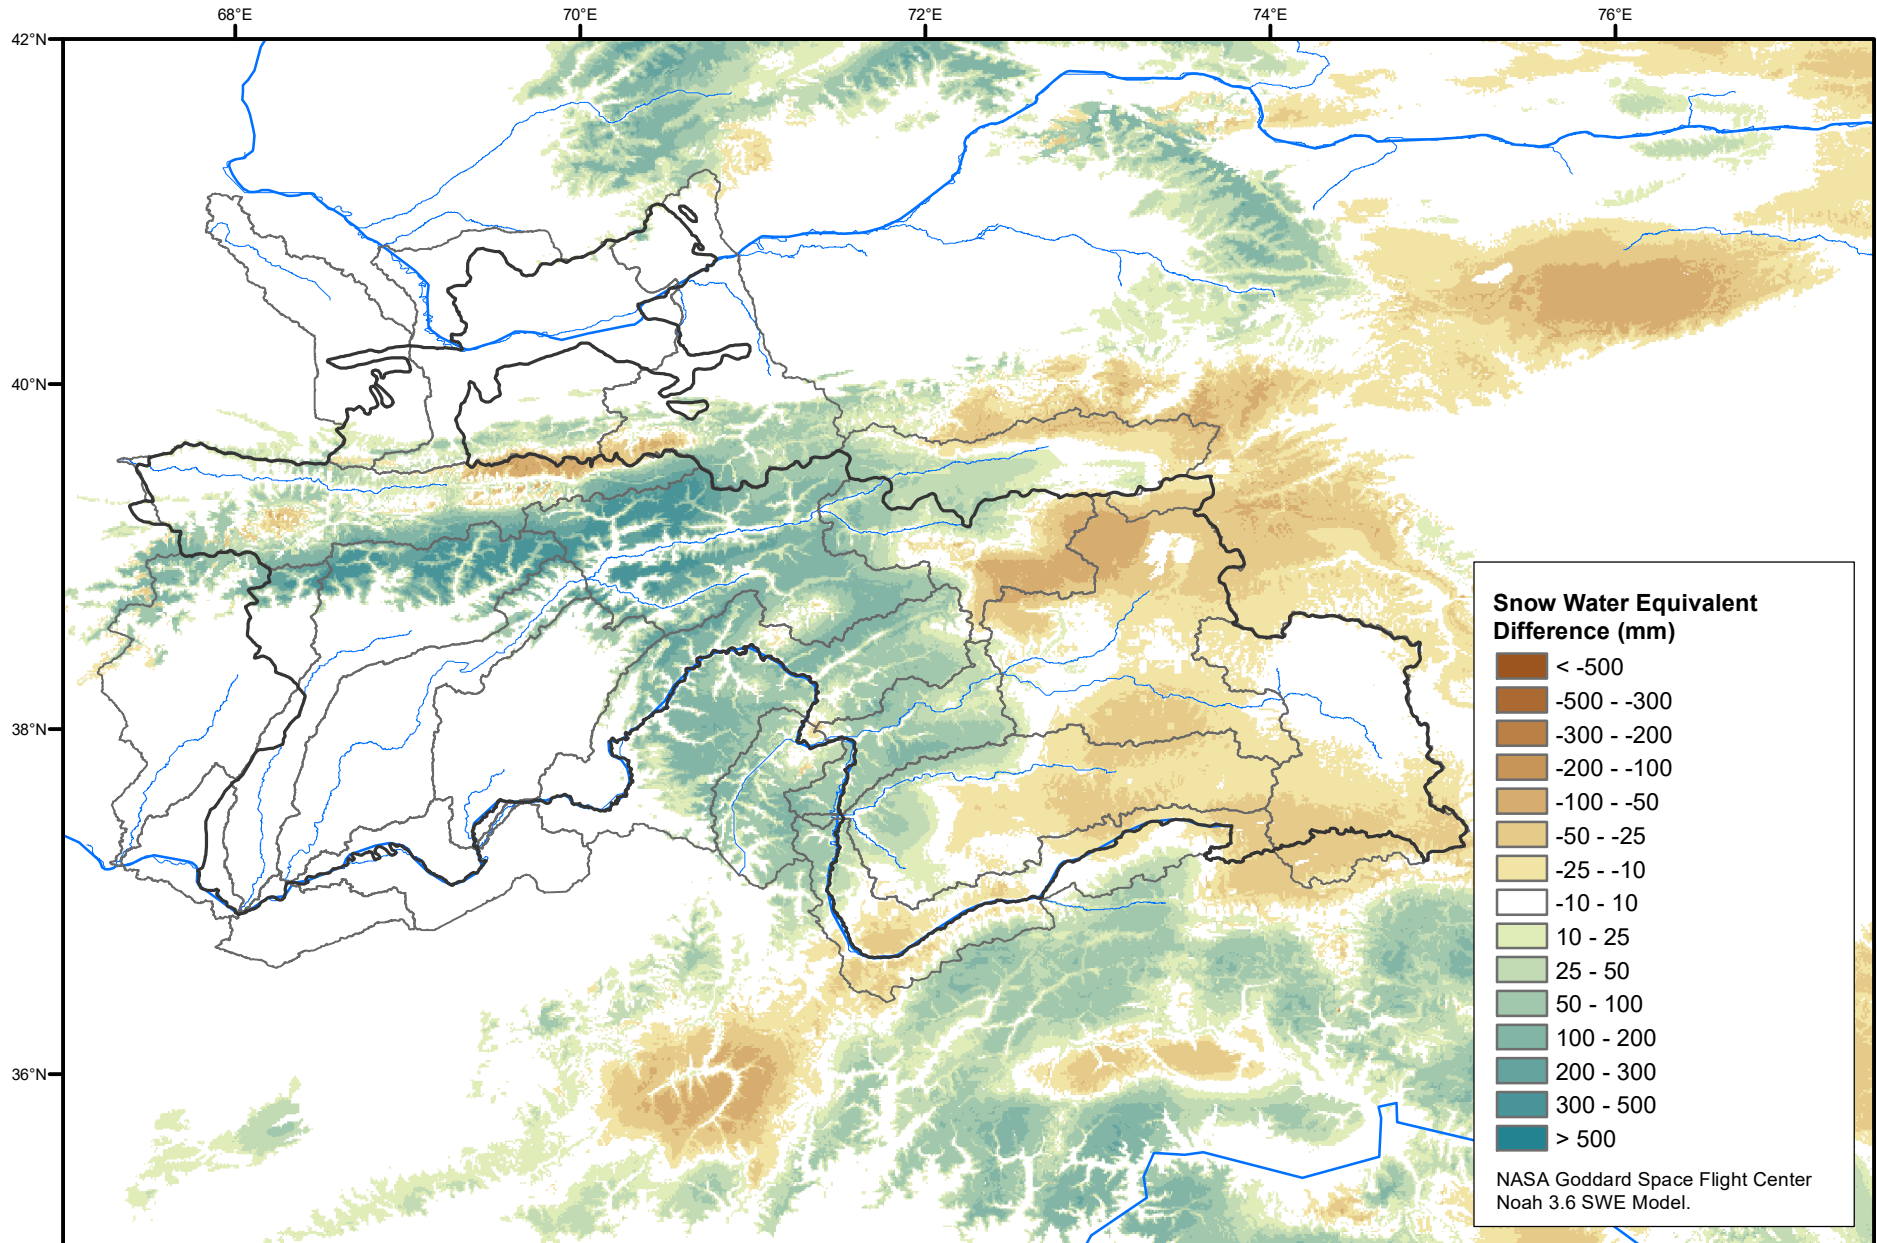 68°E 70°E 72°E 74°E 76°E
42°N
40°N
38°N
36°N
Snow Water Equivalent
Difference (mm)
< -500
-500 - -300
-300 - -200
-200 - -100
-100 - -50
-50 - -25
-25 - -10
-10 - 10
10 - 25
25 - 50
50 - 100
100 - 200
200 - 300
300 - 500
> 500
NASA Goddard Space Flight Center
Noah 3.6 SWE Model.